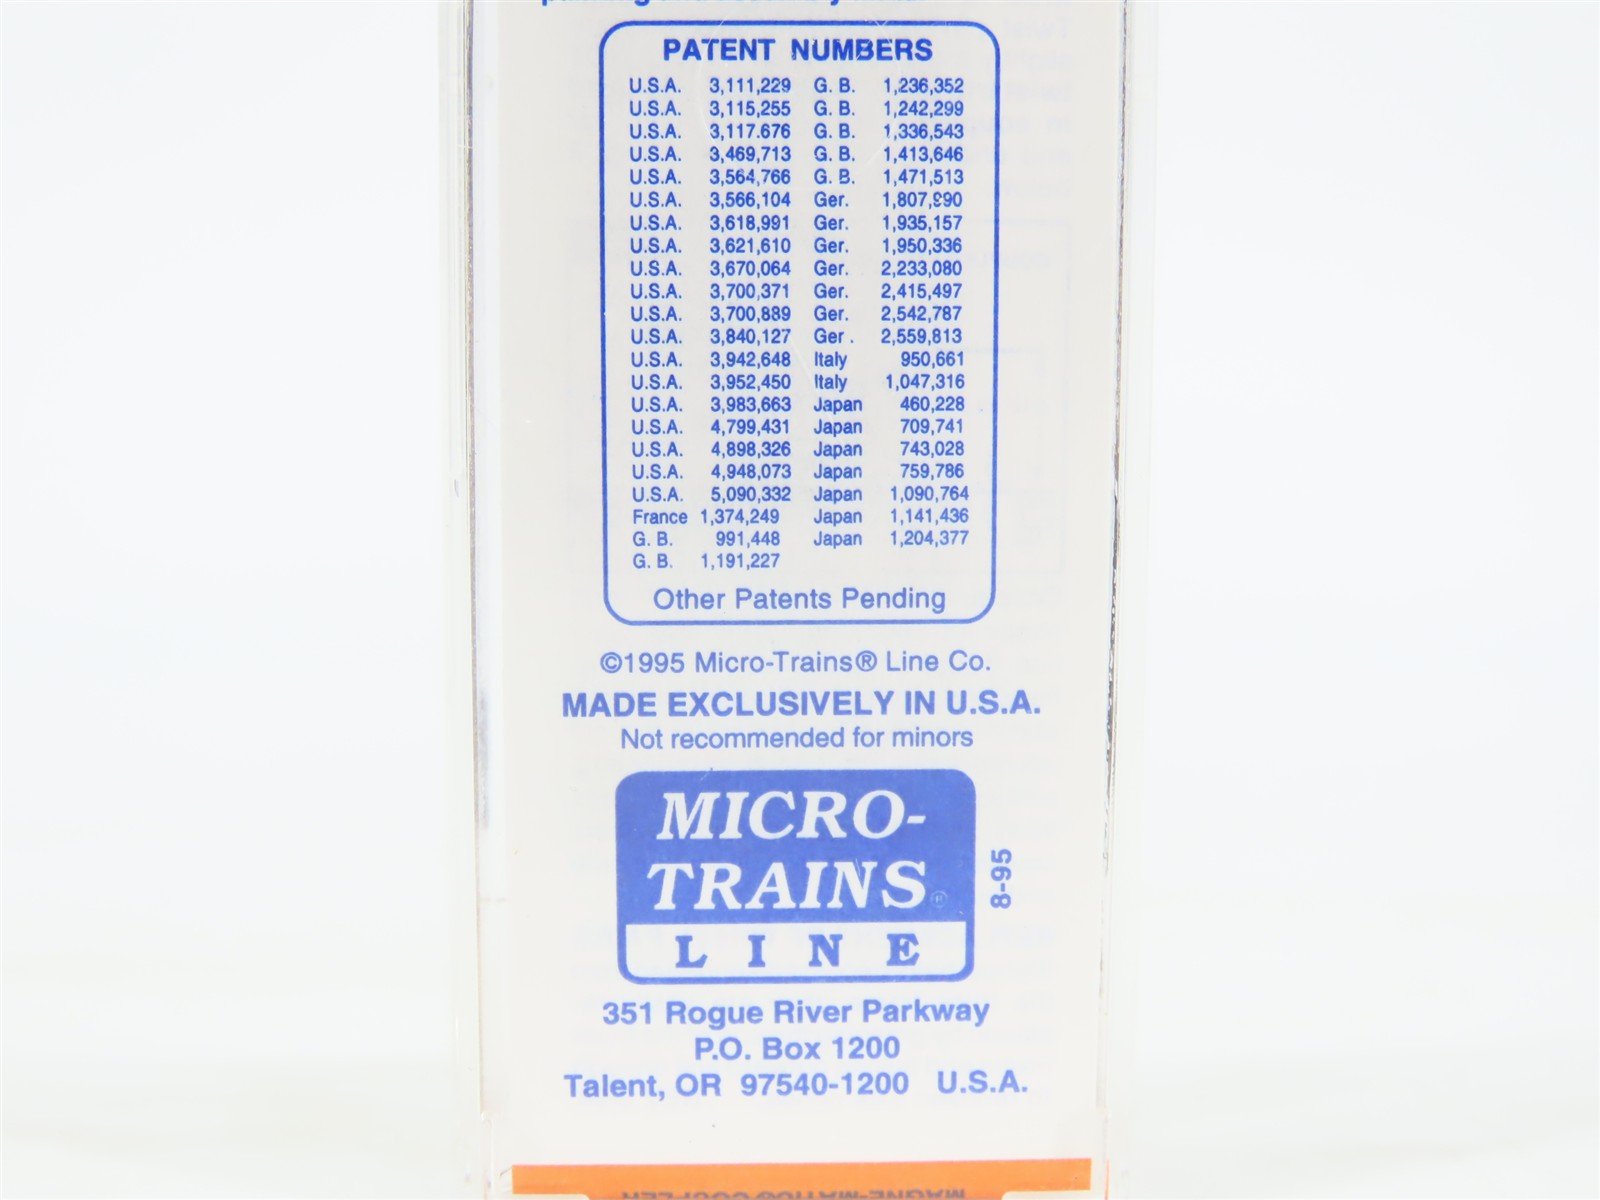 PATENT NUMBERS
U.S.A. 3,111,229 G. B. 1,236,352
U.S.A. 3,115,255 G. B. 1,242,299
U.S.A. 3,117.676 G. B. 1,336,543
U.S.A. 3,469,713 G. B. 1,413,646
U.S.A. 3,564,766 G. B. 1,471,513
U.S.A. 3,566,104 Ger. 1,807,990
U.S.A. 3,618,991 Ger. 1,935,157
U.S.A. 3,621,610 Ger. 1,950,336
U.S.A. 3,670,064 Ger. 2,233,080
U.S.A. 3,700,371 Ger. 2,415,497
U.S.A. 3,700,889 Ger. 2,542,787
U.S.A. 3,840,127 Ger . 2,559,813
U.S.A. 3,942,648 Italy 950,661
U.S.A. 3,952,450 Italy 1,047,316
U.S.A. 3,983,663 Japan 460,228
U.S.A. 4,799,431 Japan 709,741
U.S.A. 4,898,326 Japan 743,028
U.S.A. 4,948,073 Japan 759,786
U.S.A. 5,090,332 Japan 1,090,764
France 1,374,249 Japan 1,141,436
G. B. 991,448 Japan 1,204,377
G. B. 1,191,227
Other Patents Pending
©1995 Micro-Trains® Line Co.
MADE EXCLUSIVELY IN U.S.A.
Not recommended for minors
MICRO-
TRAINS®
LINE
8-95
351 Rogue River Parkway
P.O. Box 1200
Talent, OR 97540-1200 U.S.A.